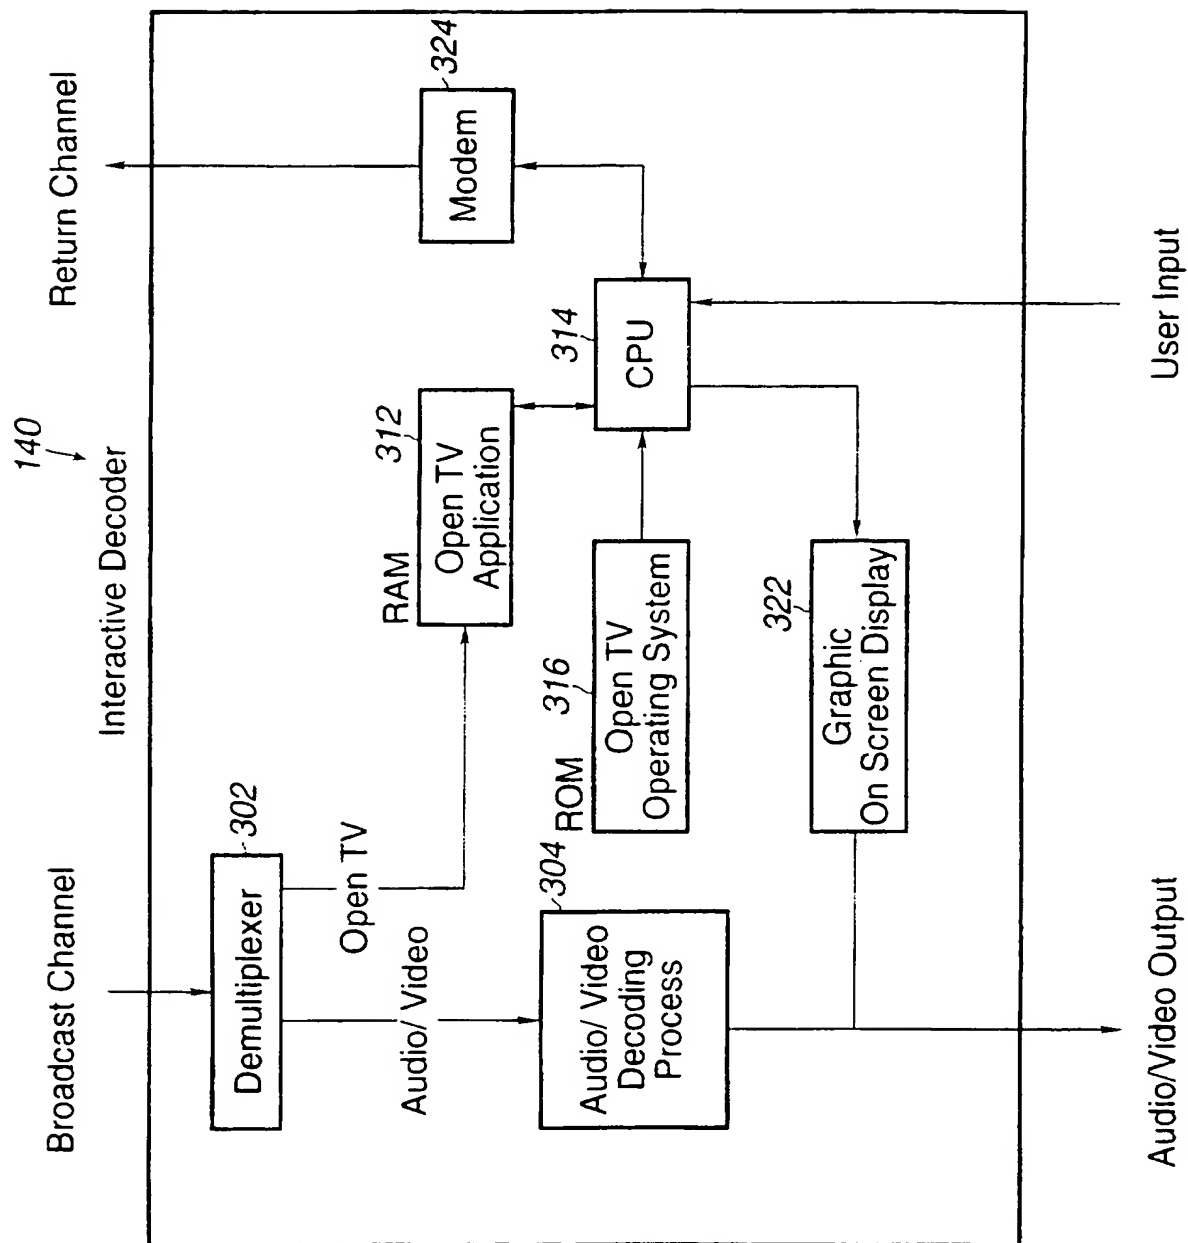 140
Interactive Decoder
Broadcast Channel
Return Channel
Demultiplexer
302
Open TV
Audio/ Video
RAM
312
Open TV
Application
324
Modem
304
Audio/ Video
Decoding
Process
ROM
316
Open TV
Operating System
314
CPU
322
Graphic
On Screen Display
Audio/Video Output
User Input